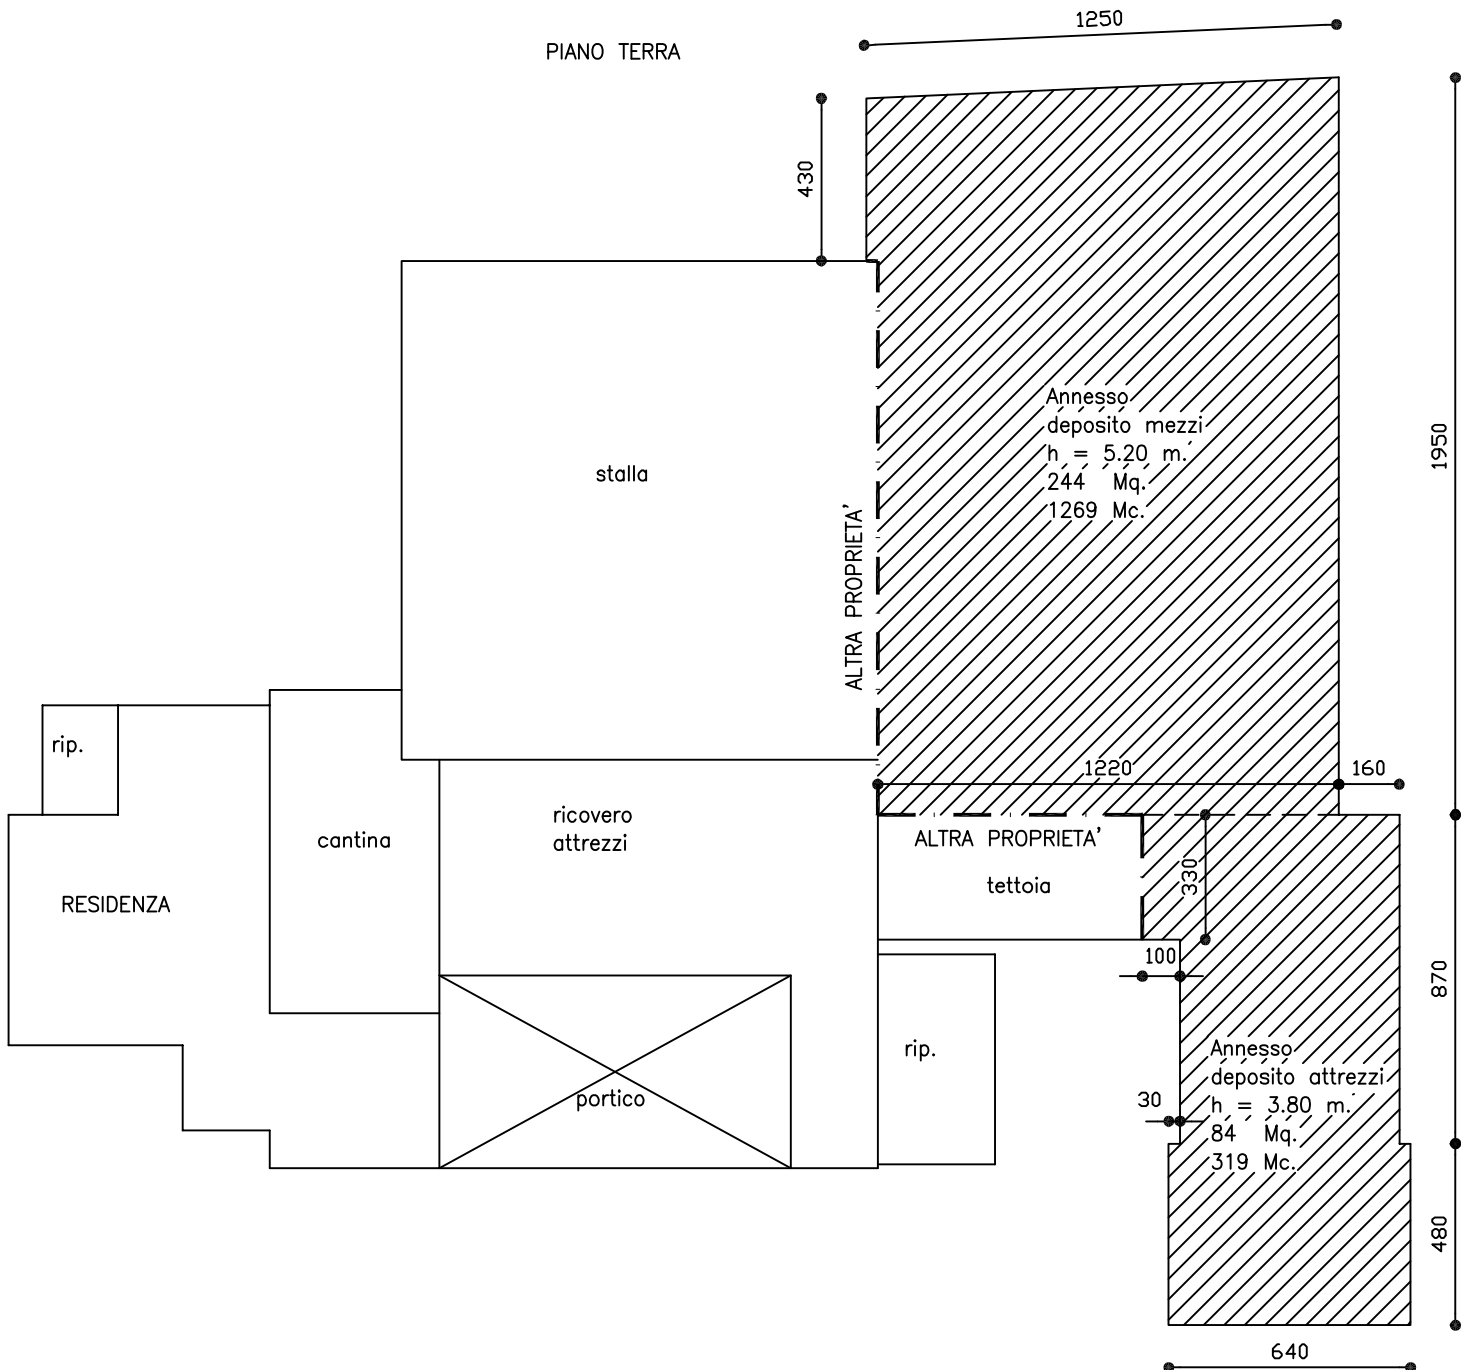 1250
PIANO TERRA
430
Annesso
deposito mezzi
h = 5.20 m.
244 Mq.
1269 Mc.
1950
stalla
ALTRA PROPRIETA'
rip.
1220
160
ricovero
attrezzi
cantina
ALTRA PROPRIETA'
tettoia
330
RESIDENZA
100
870
rip.
Annesso
deposito attrezzi
h = 3.80 m.
84 Mq.
319 Mc.
30
portico
480
640